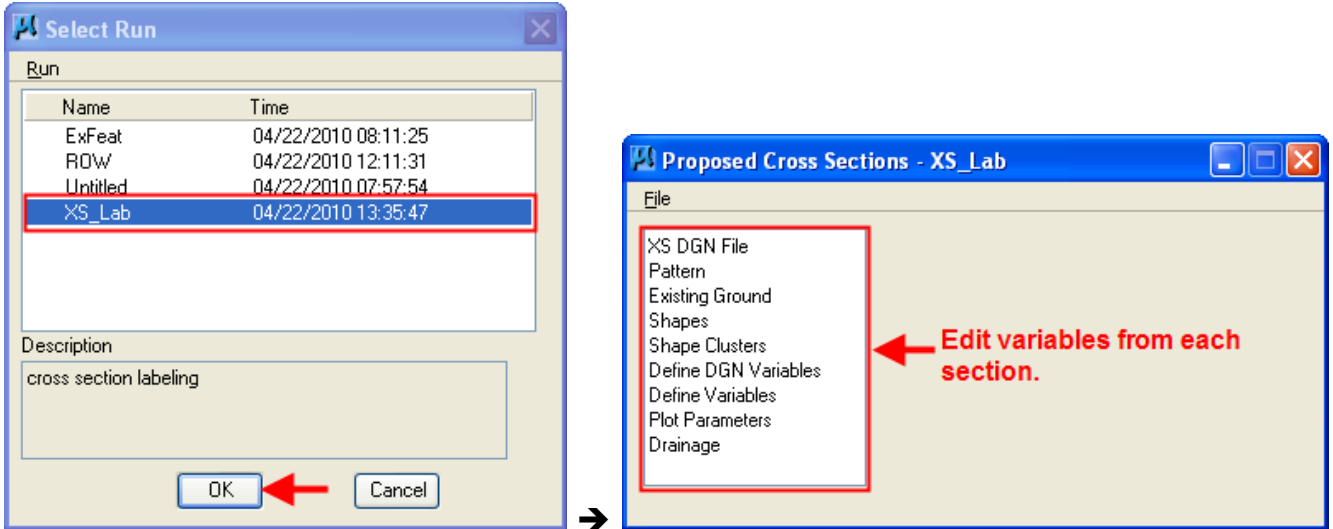 Select Run
Run
Name Time
ExFeat 04/22/2010 08:11:25
ROW 04/22/2010 12:11:31
Untitled 04/22/2010 07:57:54
XS_Lab 04/22/2010 13:35:47
Description
cross section labeling
OK Cancel
Proposed Cross Sections - XS_Lab
File
XS DGN File
Pattern
Existing Ground
Shapes
Shape Clusters
Define DGN Variables
Define Variables
Plot Parameters
Drainage
Edit variables from each
section.